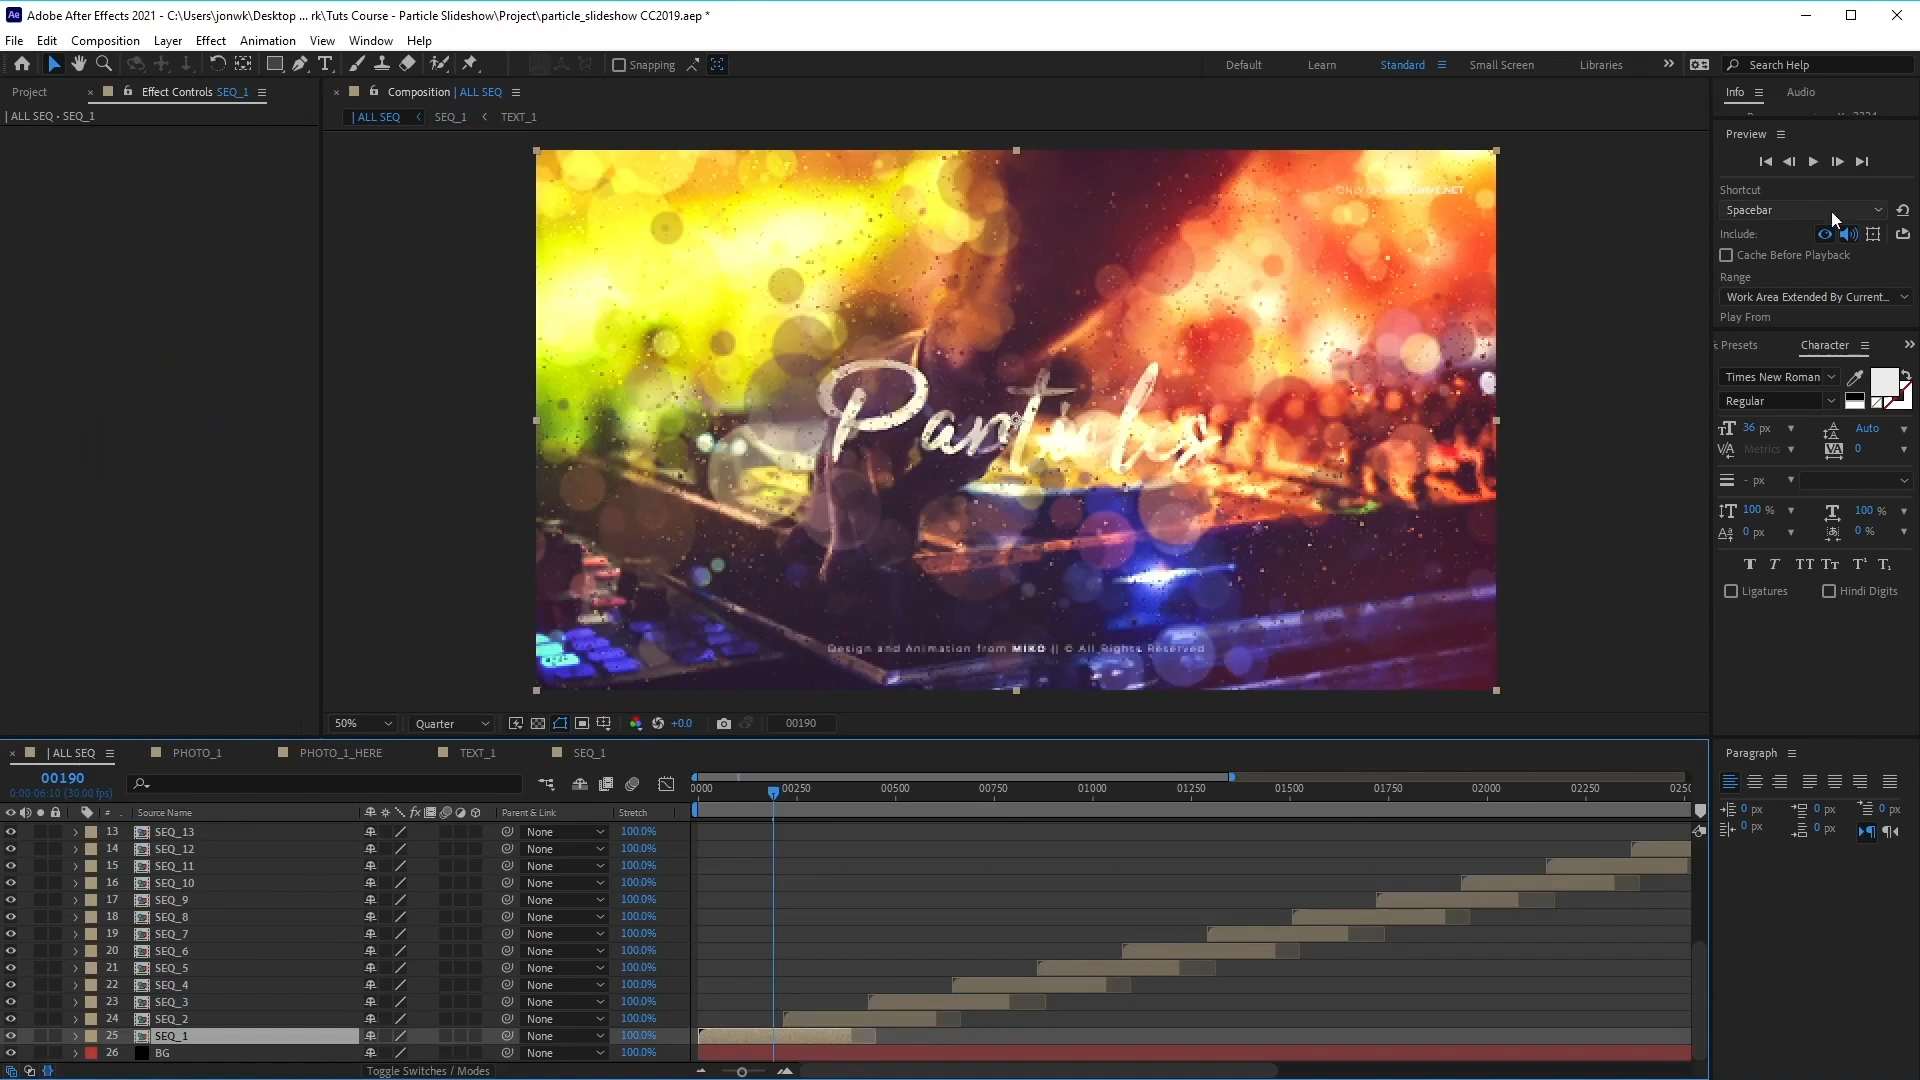 Ae Adobe After Effects 2021 - C:\Users\jonwk\Desktop ... rk\Tuts Course - Particle Slideshow\Project\particle_slideshow CC2019.aep *
File Edit Composition Layer Effect Animation View Window Help
Snapping Default Learn Standard Small Screen Libraries Search Help
Project Effect Controls SEQ_1 Composition | ALL SEQ Info Audio
| ALL SEQ • SEQ_1
| ALL SEQ SEQ_1 TEXT_1
Preview
Shortcut
Spacebar
Include:
Cache Before Playback
Range
Work Area Extended By Current...
Play From
Presets Character
Times New Roman
Regular
36 px Auto
Metrics 0
- px
100 % 100 %
0 px 0 %
T T TT Tr T¹ T₁
Ligatures Hindi Digits
Particles
Design and Animation from MIKO || © All Rights Reserved
50% Quarter +0.0 00190
| ALL SEQ PHOTO_1 PHOTO_1_HERE TEXT_1 SEQ_1
Paragraph
00190
0:00:06:10 (30.00 fps)
0000 00250 00500 00750 01000 01250 01500 01750 02000 02250 0250
# Source Name fx Parent & Link Stretch
0 px 0 px 0 px
0 px 0 px
13 SEQ_13 None 100.0%
14 SEQ_12 None 100.0%
15 SEQ_11 None 100.0%
16 SEQ_10 None 100.0%
17 SEQ_9 None 100.0%
18 SEQ_8 None 100.0%
19 SEQ_7 None 100.0%
20 SEQ_6 None 100.0%
21 SEQ_5 None 100.0%
22 SEQ_4 None 100.0%
23 SEQ_3 None 100.0%
24 SEQ_2 None 100.0%
25 SEQ_1 None 100.0%
26 BG None 100.0%
Toggle Switches / Modes